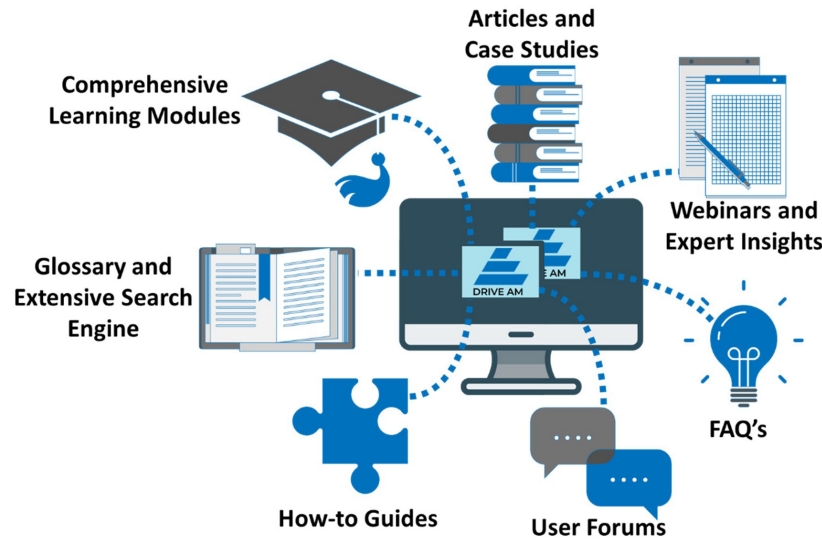 Articles and
Case Studies
Comprehensive
Learning Modules
Webinars and
Expert Insights
Glossary and
Extensive Search
Engine
DRIVE AM
E AM
FAQ's
How-to Guides
User Forums